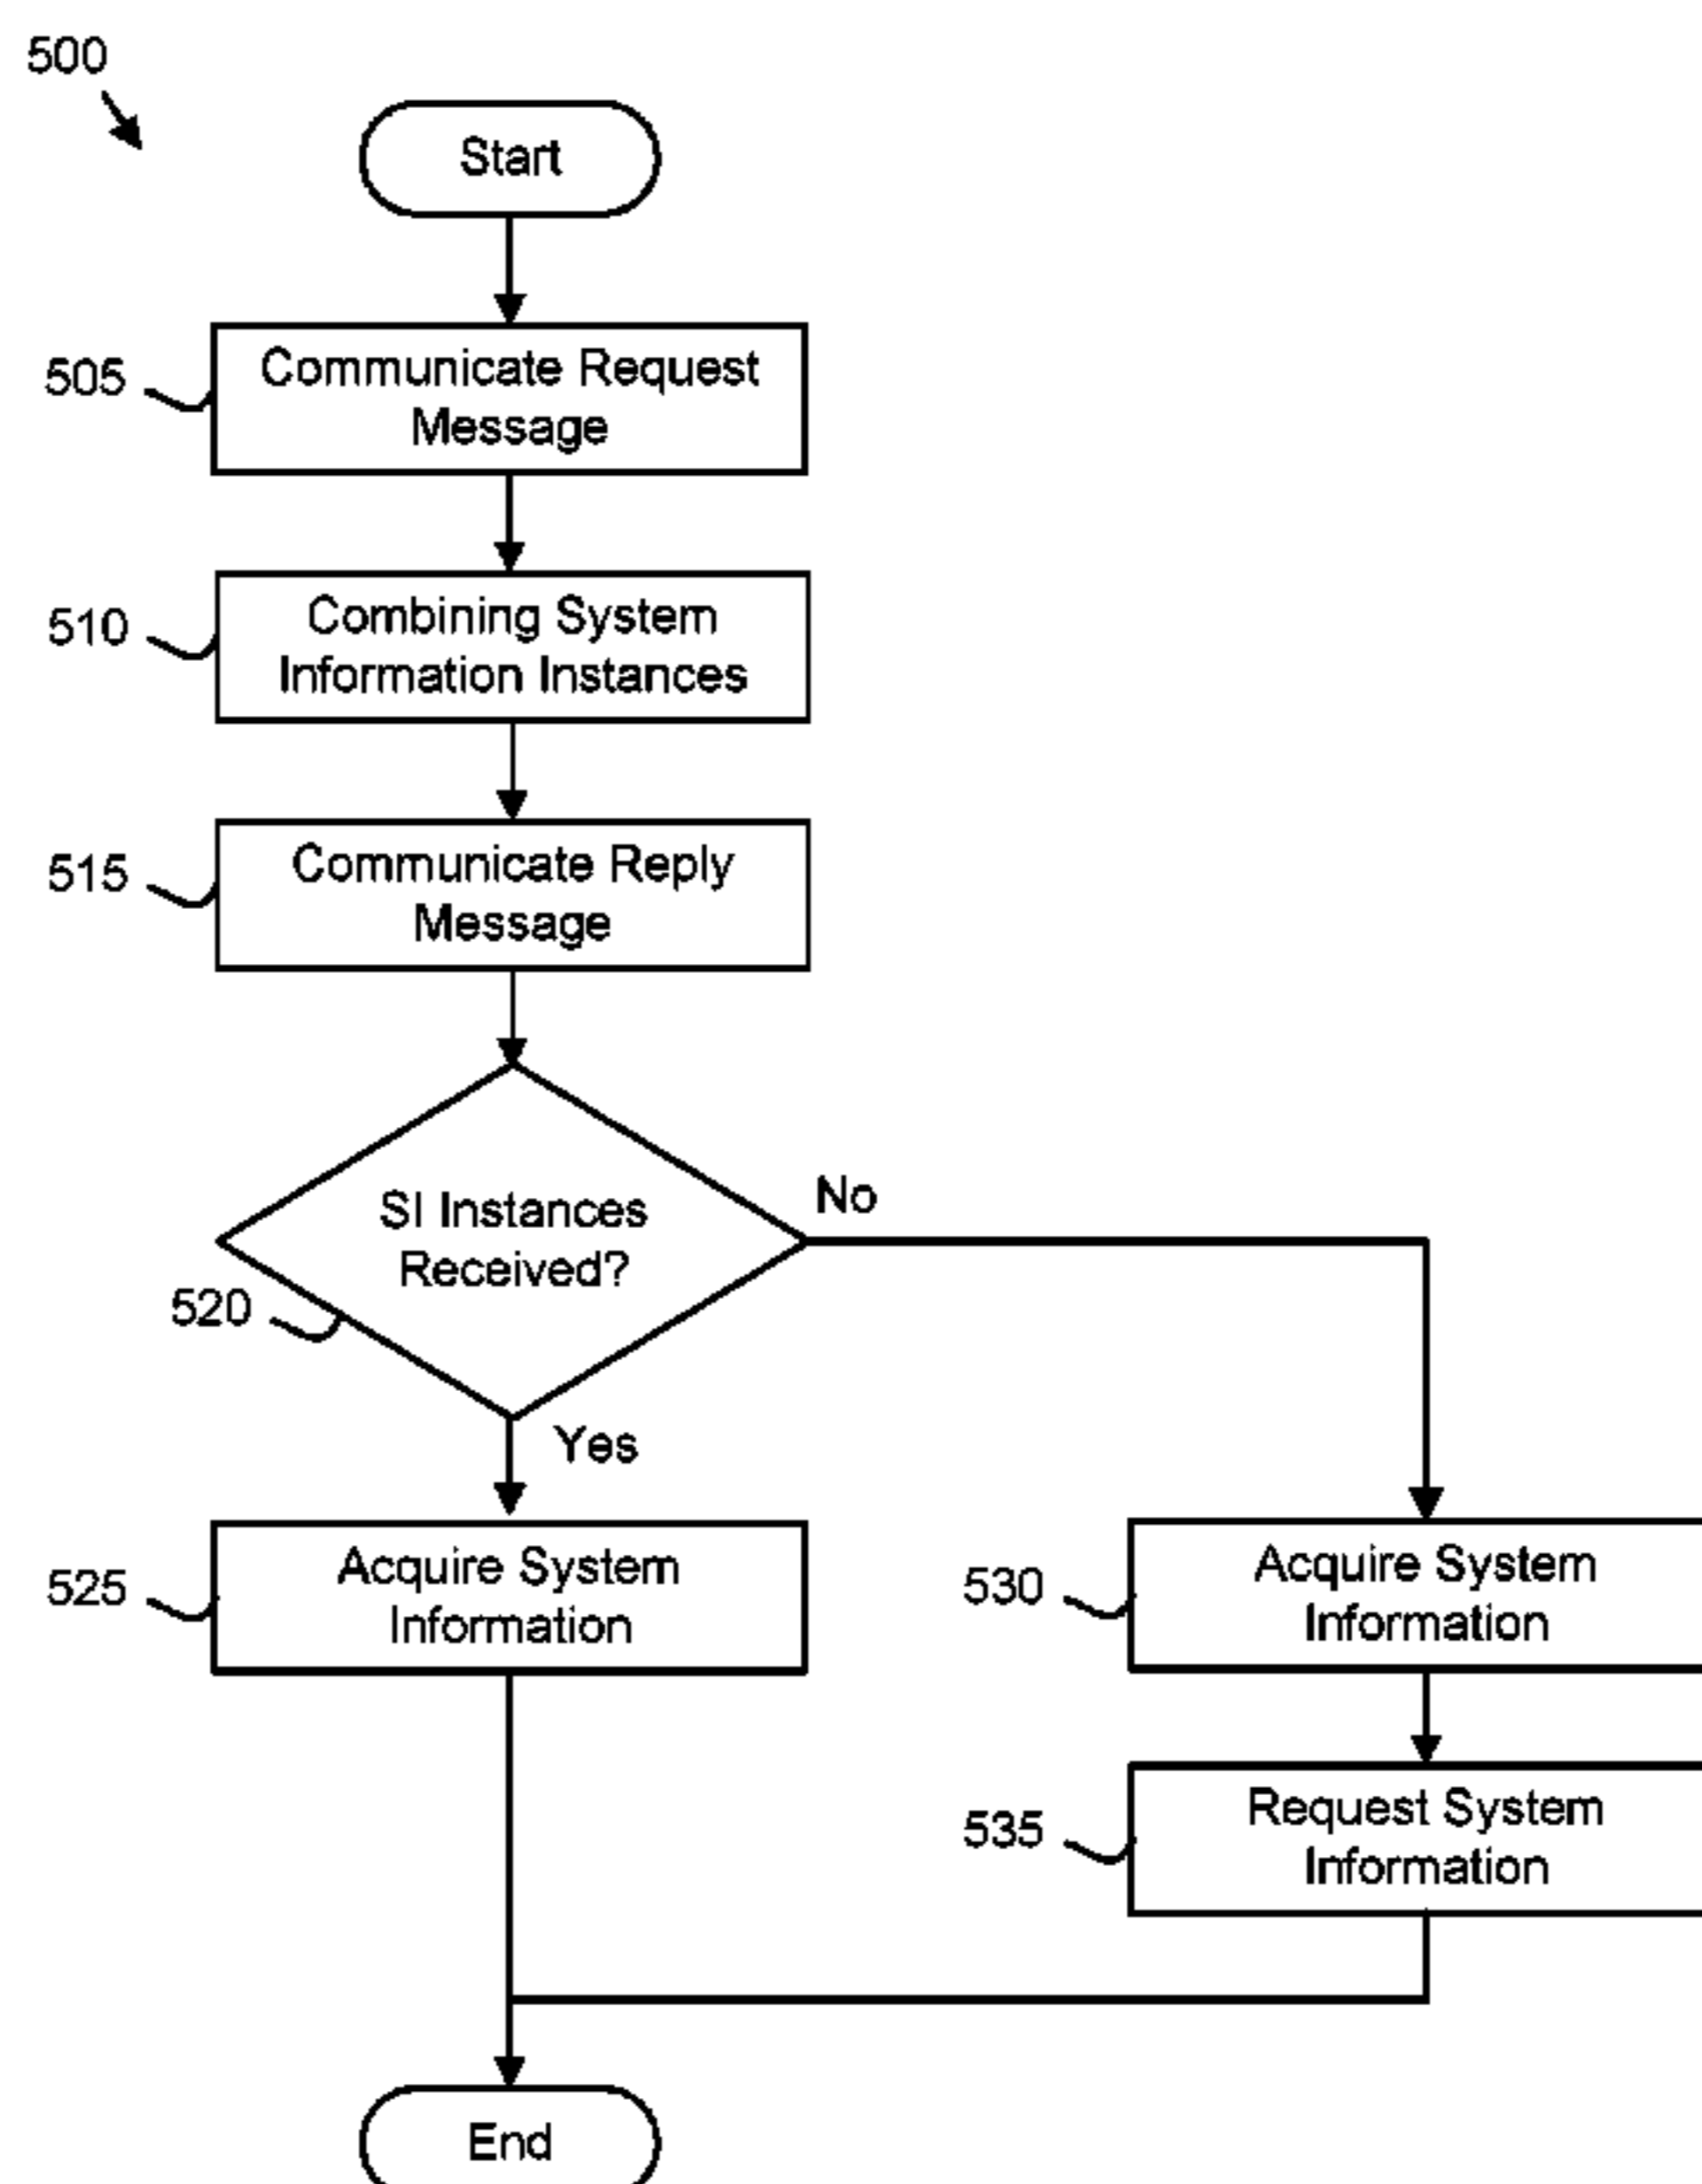 500
Start
505
Communicate Request
Message
510
Combining System
Information Instances
515
Communicate Reply
Message
SI Instances
Received?
No
520
Yes
525
Acquire System
Information
530
Acquire System
Information
535
Request System
Information
End